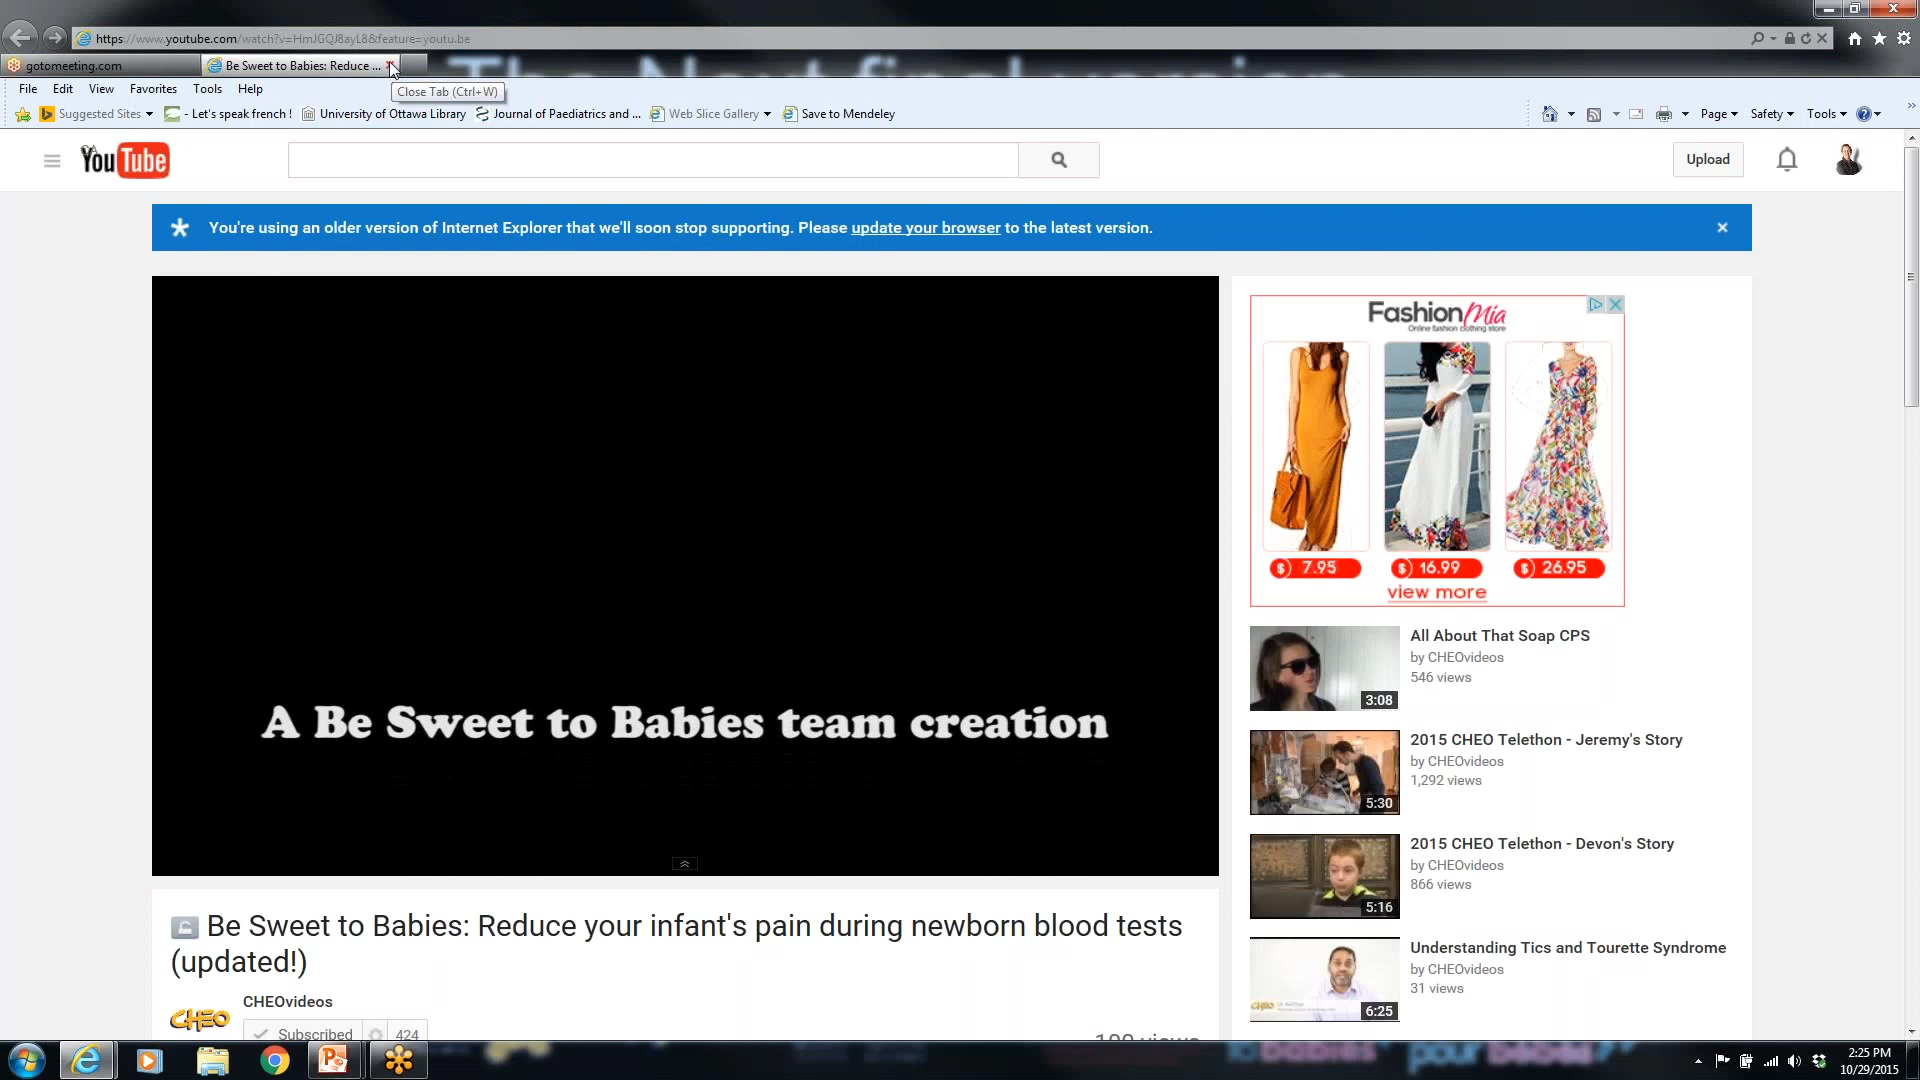 https://www.youtube.com/watch?v=HmJGQJ8ayL8&feature=youtu.be
gotomeeting.com
Be Sweet to Babies: Reduce ...
File Edit View Favorites Tools Help
Close Tab (Ctrl+W)
Suggested Sites - Let's speak french ! University of Ottawa Library Journal of Paediatrics and ... Web Slice Gallery Save to Mendeley
Page Safety Tools
YouTube
Upload
You're using an older version of Internet Explorer that we'll soon stop supporting. Please update your browser to the latest version.
A Be Sweet to Babies team creation
FashionMia
Online fashion clothing store
$ 7.95 $ 16.99 $ 26.95
view more
All About That Soap CPS
by CHEOvideos
546 views
3:08
2015 CHEO Telethon - Jeremy's Story
by CHEOvideos
1,292 views
5:30
2015 CHEO Telethon - Devon's Story
by CHEOvideos
866 views
5:16
Understanding Tics and Tourette Syndrome
by CHEOvideos
31 views
6:25
Be Sweet to Babies: Reduce your infant's pain during newborn blood tests
(updated!)
CHEO
CHEOvideos
Subscribed 424
2:25 PM
10/29/2015